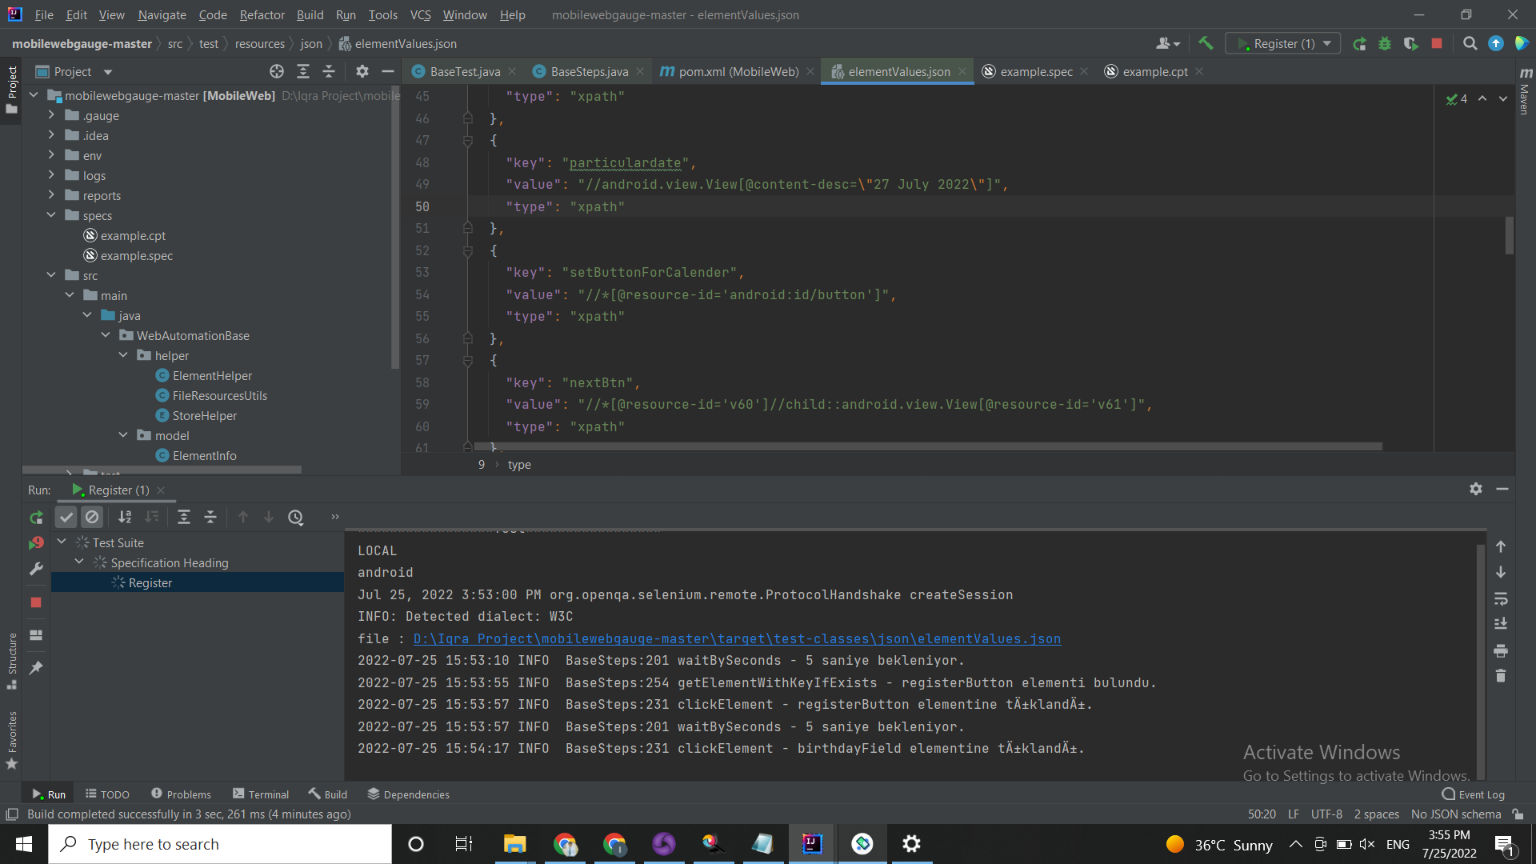 File Edit View Navigate Code Refactor Build Run Tools VCS Window Help mobilewebgauge-master - elementValues.json
mobilewebgauge-master src test resources json elementValues.json Register (1)
Project BaseTest.java BaseSteps.java pom.xml (MobileWeb) elementValues.json example.spec example.cpt
Project
Maven
mobilewebgauge-master [MobileWeb] D:\Iqra Project\mobile
.gauge
.idea
env
logs
reports
specs
example.cpt
example.spec
src
main
java
WebAutomationBase
helper
ElementHelper
FileResourcesUtils
StoreHelper
model
ElementInfo
4
45 "type": "xpath"
46 },
47 {
48 "key": "particulardate",
49 "value": "//android.view.View[@content-desc=\"27 July 2022\"]",
50 "type": "xpath"
51 },
52 {
53 "key": "setButtonForCalender",
54 "value": "//*[@resource-id='android:id/button']",
55 "type": "xpath"
56 },
57 {
58 "key": "nextBtn",
59 "value": "//*[@resource-id='v60']//child::android.view.View[@resource-id='v61']",
60 "type": "xpath"
61 }
9 › type
Run: Register (1)
Test Suite
Specification Heading
Register
LOCAL
android
Jul 25, 2022 3:53:00 PM org.openqa.selenium.remote.ProtocolHandshake createSession
INFO: Detected dialect: W3C
file : D:\Iqra Project\mobilewebgauge-master\target\test-classes\json\elementValues.json
2022-07-25 15:53:10 INFO  BaseSteps:201 waitBySeconds - 5 saniye bekleniyor.
2022-07-25 15:53:55 INFO  BaseSteps:254 getElementWithKeyIfExists - registerButton elementi bulundu.
2022-07-25 15:53:57 INFO  BaseSteps:231 clickElement - registerButton elementine tÄ±klandÄ±.
2022-07-25 15:53:57 INFO  BaseSteps:201 waitBySeconds - 5 saniye bekleniyor.
2022-07-25 15:54:17 INFO  BaseSteps:231 clickElement - birthdayField elementine tÄ±klandÄ±.
Structure
Favorites
Activate Windows
Go to Settings to activate Windows.
Run TODO Problems Terminal Build Dependencies Event Log
Build completed successfully in 3 sec, 261 ms (4 minutes ago) 50:20 LF UTF-8 2 spaces No JSON schema
Type here to search
36°C Sunny ENG
3:55 PM
7/25/2022
1